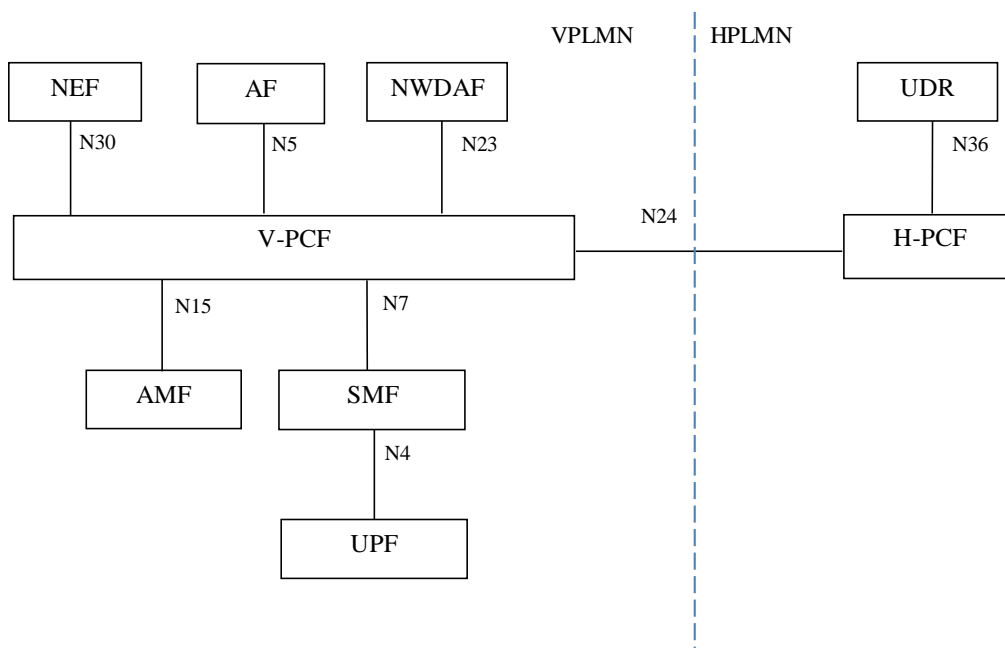 VPLMN
HPLMN
NEF
AF
NWDAF
UDR
N30
N5
N23
N36
V-PCF
N24
H-PCF
N15
N7
AMF
SMF
N4
UPF